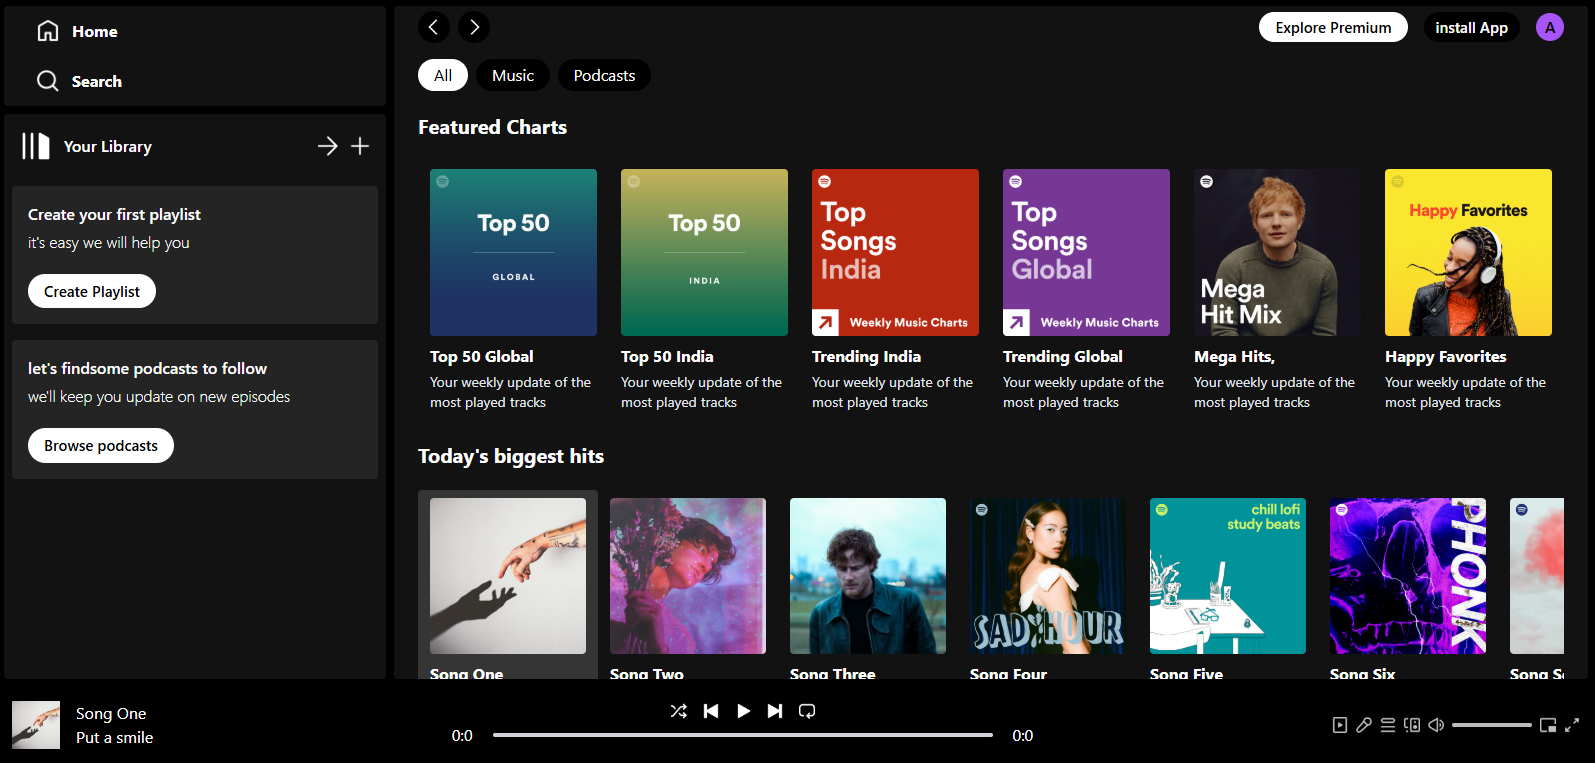 Home
Search
Your Library
Create your first playlist
it's easy we will help you
Create Playlist
let's findsome podcasts to follow
we'll keep you update on new episodes
Browse podcasts
Explore Premium
install App
A
All
Music
Podcasts
Featured Charts
Top 50
GLOBAL
Top 50 Global
Your weekly update of the
most played tracks
Top 50
INDIA
Top 50 India
Your weekly update of the
most played tracks
Top
Songs
India
Weekly Music Charts
Trending India
Your weekly update of the
most played tracks
Top
Songs
Global
Weekly Music Charts
Trending Global
Your weekly update of the
most played tracks
Mega
Hit Mix
Mega Hits,
Your weekly update of the
most played tracks
Happy Favorites
Happy Favorites
Your weekly update of the
most played tracks
Today's biggest hits
Song One
Song Two
Song Three
SAD HOUR
Song Four
chill lofi
study beats
Song Five
PHONK
Song Six
Song
Song One
Put a smile
0:0
0:0